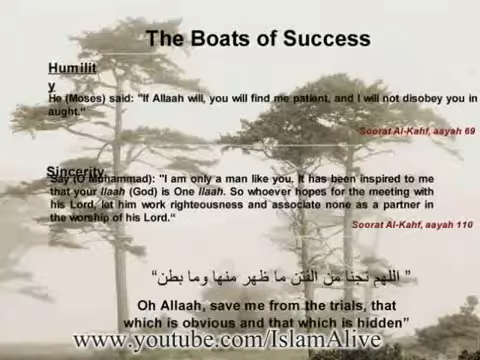 The Boats of Success
Humilit
y
He (Moses) said: "If Allaah will, you will find me patient, and I will not disobey you in
aught."
Soorat Al-Kahf, aayah 69
Sincerity
Say (O Mohammad): "I am only a man like you. It has been inspired to me
that your Ilaah (God) is One Ilaah. So whoever hopes for the meeting with
his Lord, let him work righteousness and associate none as a partner in
the worship of his Lord."
Soorat Al-Kahf, aayah 110
" اللهم نجنا من الفتن ما ظهر منها وما بطن"
Oh Allaah, save me from the trials, that
which is obvious and that which is hidden"
www.youtube.com/IslamAlive